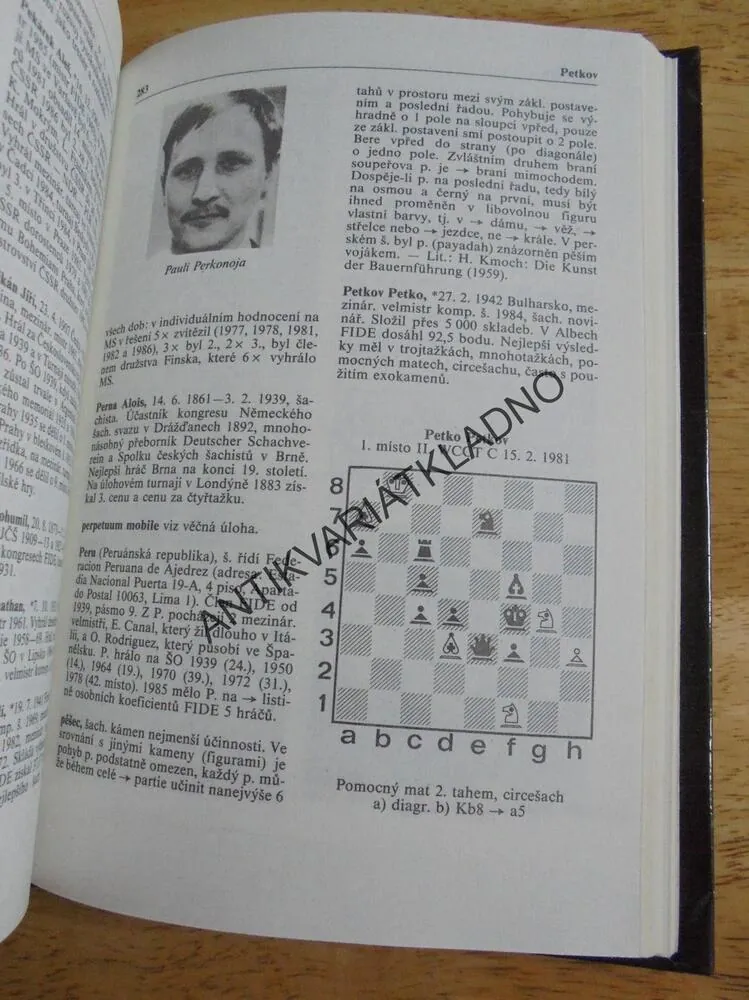 283
Petkov
Pauli Perkonoja
všech dob: v individuálním hodnocení na
MS v řešení 5× zvítězil (1977, 1978, 1981,
1982 a 1986), 3× byl 2., 2× 3., byl čle-
nem družstva Finska, které 6× vyhrálo
MS.
Perna Alois, 14. 6. 1861—3. 2. 1939, ša-
chista. Účastník kongresu Německého
šach. svazu v Drážďanech 1892, mnoho-
násobný přeborník Deutscher Schachve-
rein a Spolku českých šachistů v Brně.
Nejlepší hráč Brna na konci 19. století.
Na úlohovém turnaji v Londýně 1883 zís-
kal 3. cenu a cenu za čtyřtažku.
perpetuum mobile viz věčná úloha.
Peru (Peruánská republika), š. řídí Fede-
racion Peruana de Ajedrez (adresa:
Nacional Puerta 19-A, 4 piso,
do Postal 10063, Lima 1). FIDE od
1939, pásmo 9. Z P. pocházejí mezinár.
velmistři, E. Canal, který žil dlouho v Itá-
lii, a O. Rodriguez, který působí ve Špa-
nělsku. P. hrálo na ŠO 1939 (24.), 1950
(14.), 1964 (19.), 1970 (39.), 1972 (31.),
1978 (42. místo). 1985 mělo P. na → listi-
ně osobních koeficientů FIDE 5 hráčů.
pěšec, šach. kámen nejmenší účinnosti. Ve
srovnání s jinými kameny (figurami) je
pohyb p. podstatně omezen, každý p. mů-
že během celé → partie učinit nanejvýše 6
tahů v prostoru mezi svým zákl. postave-
ním a poslední řadou. Pohybuje se vý-
hradně o 1 pole na sloupci vpřed, pouze
ze zákl. postavení smí postoupit o 2 pole.
Bere vpřed do strany (po diagonále)
o jedno pole. Zvláštním druhem braní
soupeřova p. je → braní mimochodem.
Dospěje-li p. na poslední řadu, tedy bílý
na osmou a černý na první, musí být
ihned proměněn v libovolnou figuru
vlastní barvy, tj. v → dámu, → věž, →
střelce nebo → jezdce, ne → krále. V per-
ském š. byl p. (payadah) znázorněn pěším
vojákem. — Lit.: H. Kmoch: Die Kunst
der Bauernführung (1959).
Petkov Petko, *27. 2. 1942 Bulharsko, me-
zinár. velmistr komp. š. 1984, šach. novi-
nář. Složil přes 5 000 skladeb. V Albech
FIDE dosáhl 92,5 bodu. Nejlepší výsled-
ky měl v trojtažkách, mnohotažkách, po-
mocných matech, circešachu, často s pou-
žitím exokamenů.
Petko Petkov
1. místo II. WCCT C 15. 2. 1981
8
7
6
5
4
3
2
1
a b c d e f g h
Pomocný mat 2. tahem, circešach
a) diagr. b) Kb8 → a5
ANTIKVARIÁTKLADNO